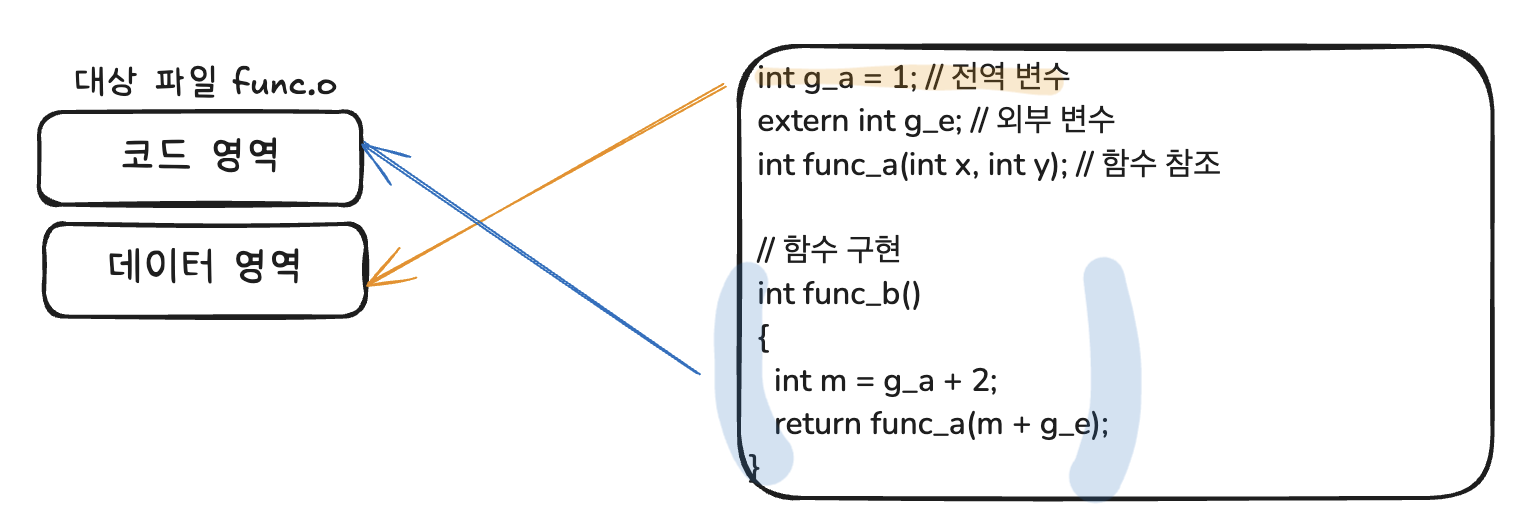 대상 파일 func.o
코드 영역
데이터 영역
int g_a = 1; // 전역 변수
extern int g_e; // 외부 변수
int func_a(int x, int y); // 함수 참조
// 함수 구현
int func_b()
{
int m = g_a + 2;
return func_a(m + g_e);
}